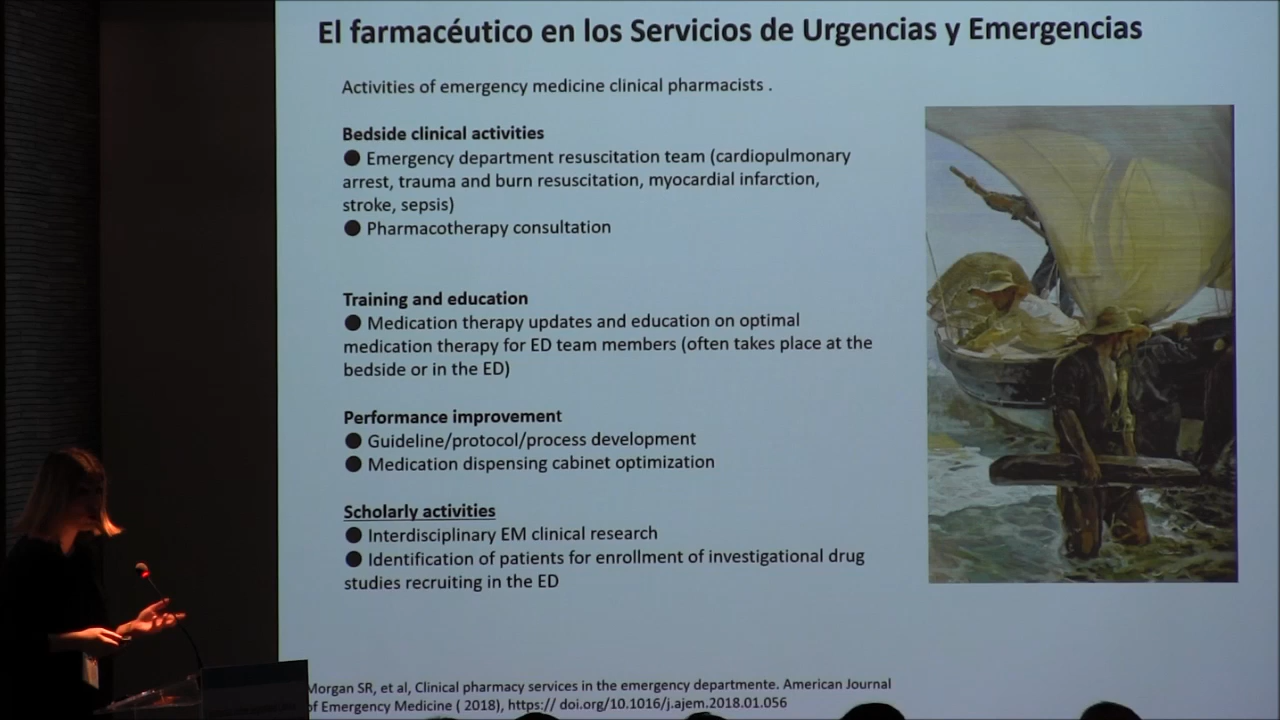 El farmacéutico en los Servicios de Urgencias y Emergencias
Activities of emergency medicine clinical pharmacists .
Bedside clinical activities
● Emergency department resuscitation team (cardiopulmonary
arrest, trauma and burn resuscitation, myocardial infarction,
stroke, sepsis)
● Pharmacotherapy consultation
Training and education
● Medication therapy updates and education on optimal
medication therapy for ED team members (often takes place at the
bedside or in the ED)
Performance improvement
● Guideline/protocol/process development
● Medication dispensing cabinet optimization
Scholarly activities
● Interdisciplinary EM clinical research
● Identification of patients for enrollment of investigational drug
studies recruiting in the ED
Morgan SR, et al, Clinical pharmacy services in the emergency departmente. American Journal
of Emergency Medicine ( 2018), https:// doi.org/10.1016/j.ajem.2018.01.056